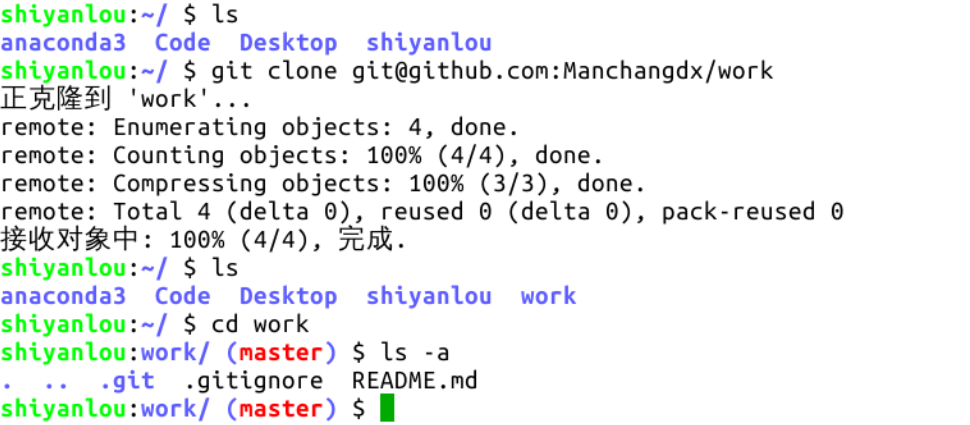 shiyanlou:~/ $ ls
anaconda3  Code  Desktop  shiyanlou
shiyanlou:~/ $ git clone git@github.com:Manchangdx/work
正克隆到 'work'...
remote: Enumerating objects: 4, done.
remote: Counting objects: 100% (4/4), done.
remote: Compressing objects: 100% (3/3), done.
remote: Total 4 (delta 0), reused 0 (delta 0), pack-reused 0
接收对象中: 100% (4/4), 完成.
shiyanlou:~/ $ ls
anaconda3  Code  Desktop  shiyanlou  work
shiyanlou:~/ $ cd work
shiyanlou:work/ (master) $ ls -a
.  ..  .git  .gitignore  README.md
shiyanlou:work/ (master) $